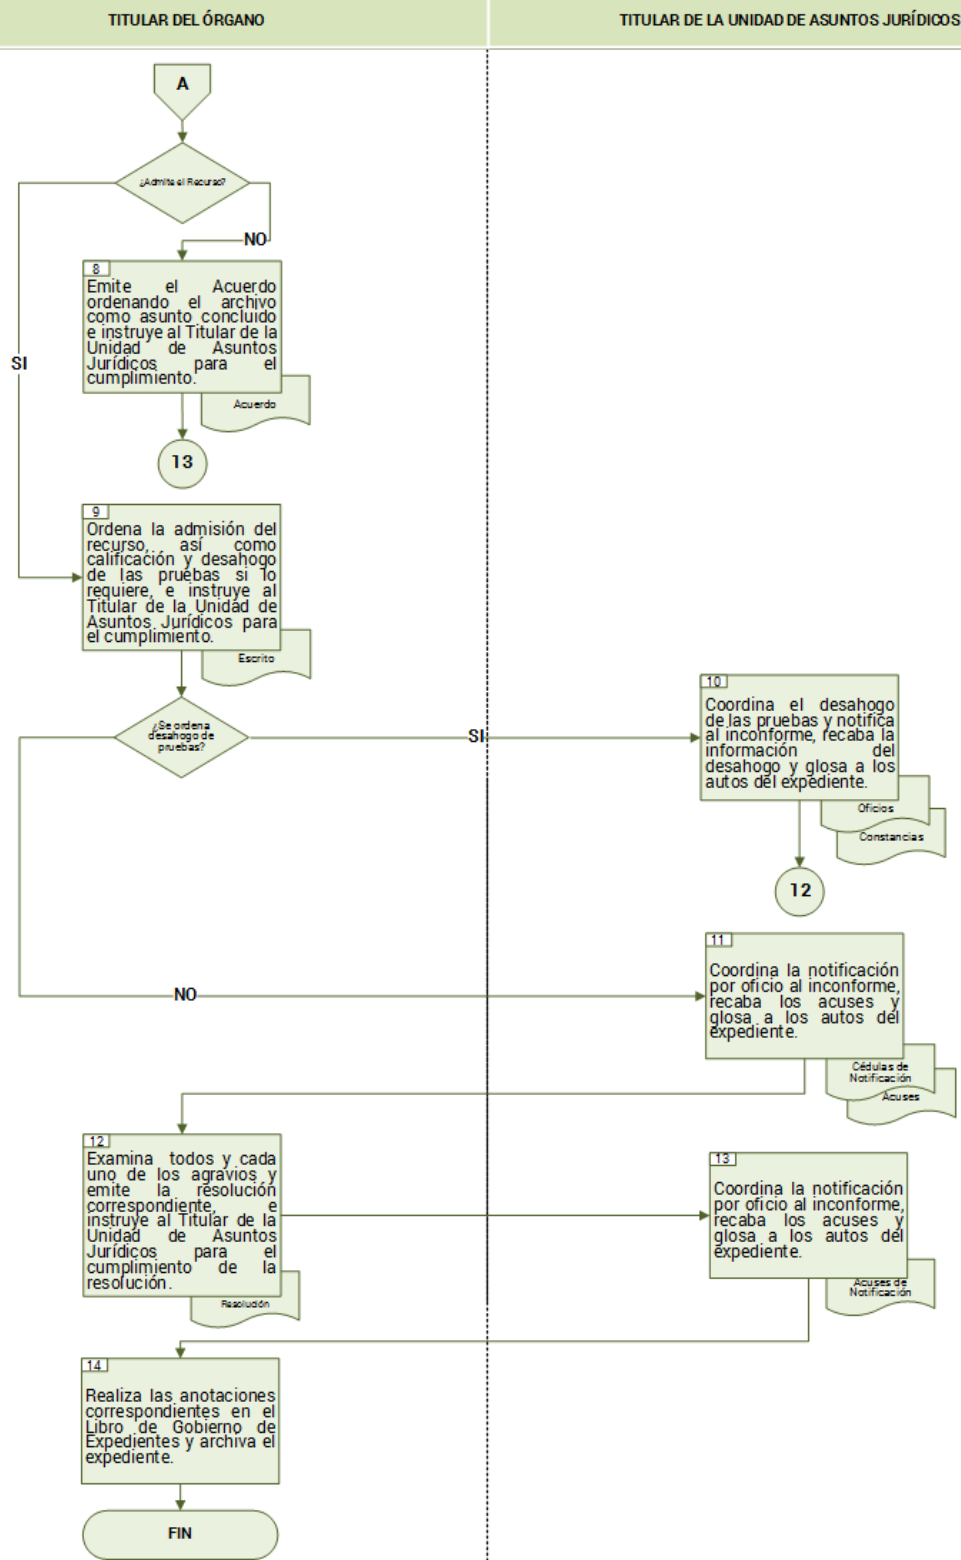 TITULAR DEL ÓRGANO
TITULAR DE LA UNIDAD DE ASUNTOS JURÍDICOS
A
¿Admite el Recurso?
NO
SI
8
Emite el Acuerdo
ordenando el archivo
como asunto concluido
e instruye al Titular de la
Unidad de Asuntos
Jurídicos para el
cumplimiento.
Acuerdo
13
9
Ordena la admisión del
recurso, así como
calificación y desahogo
de las pruebas si lo
requiere, e instruye al
Titular de la Unidad de
Asuntos Jurídicos para
el cumplimiento.
Escrito
¿Se ordena
desahogo de
pruebas?
SI
10
Coordina el desahogo
de las pruebas y notifica
al inconforme, recaba la
información del
desahogo y glosa a los
autos del expediente.
Oficios
Constancias
12
NO
11
Coordina la notificación
por oficio al inconforme,
recaba los acuses y
glosa a los autos del
expediente.
Cédulas de
Notificación
Acuses
12
Examina todos y cada
uno de los agravios y
emite la resolución
correspondiente, e
instruye al Titular de la
Unidad de Asuntos
Jurídicos para el
cumplimiento de la
resolución.
Resolución
13
Coordina la notificación
por oficio al inconforme,
recaba los acuses y
glosa a los autos del
expediente.
Acuses de
Notificación
14
Realiza las anotaciones
correspondientes en el
Libro de Gobierno de
Expedientes y archiva el
expediente.
FIN